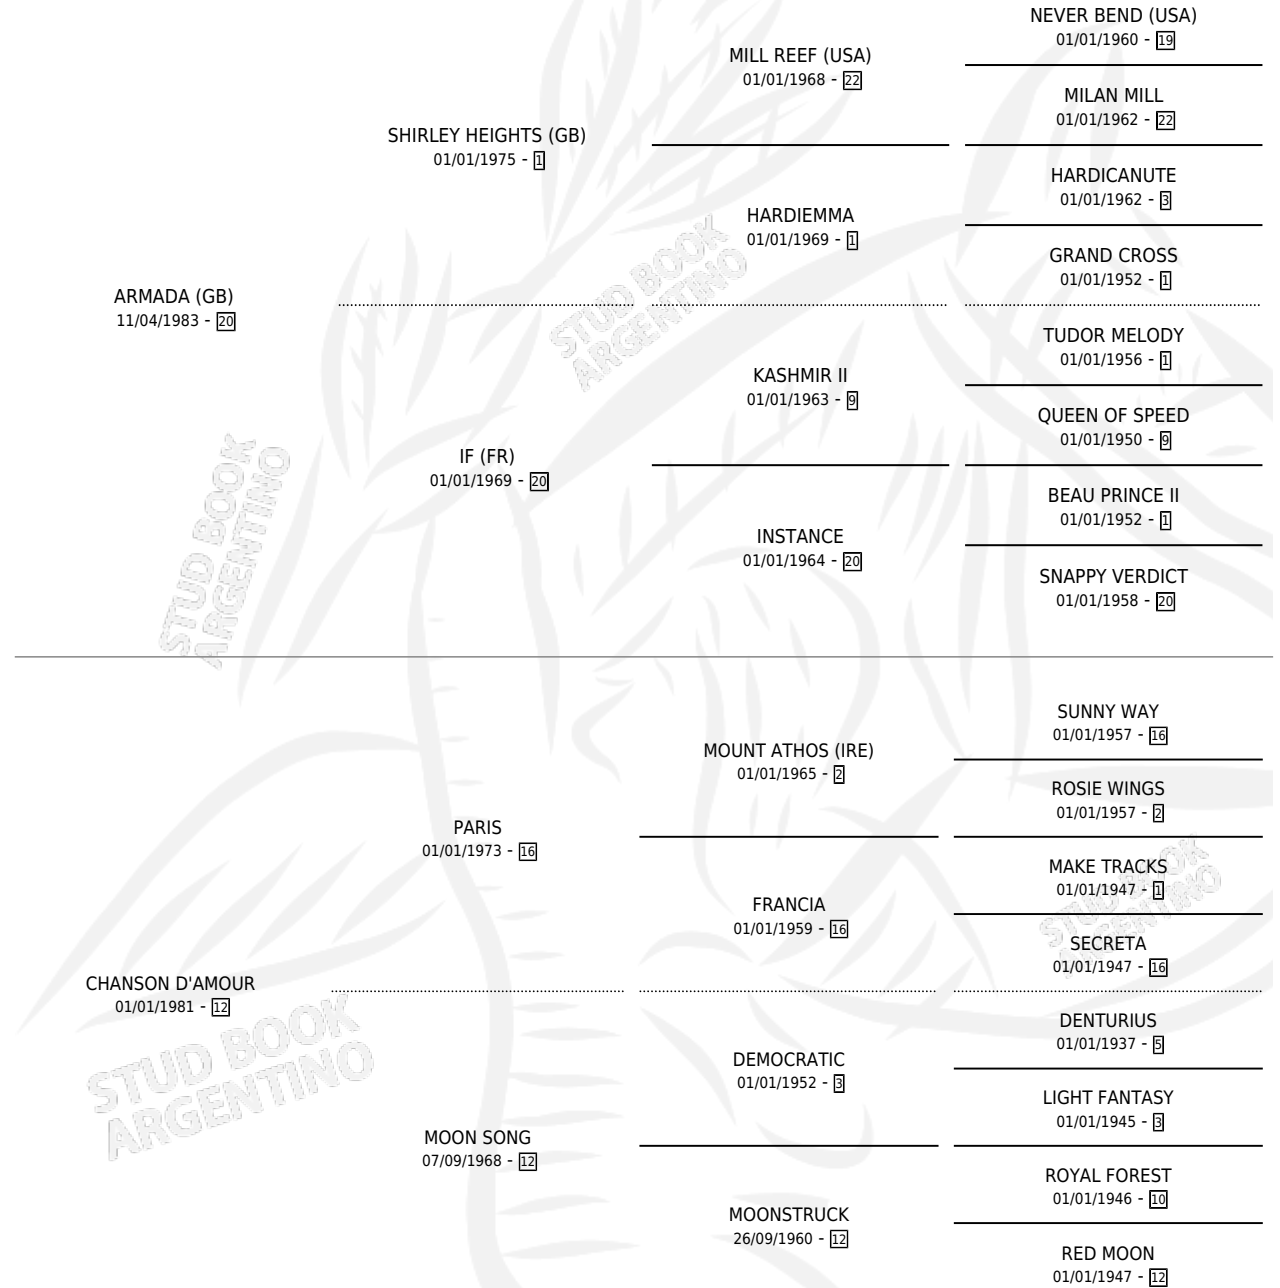 NEVER BEND (USA)
01/01/1960 - 19
MILL REEF (USA)
01/01/1968 - 22
MILAN MILL
01/01/1962 - 22
SHIRLEY HEIGHTS (GB)
01/01/1975 - 1
HARDICANUTE
01/01/1962 - 3
HARDIEMMA
01/01/1969 - 1
GRAND CROSS
01/01/1952 - 1
ARMADA (GB)
11/04/1983 - 20
STUD BOOK
ARGENTINO
TUDOR MELODY
01/01/1956 - 1
KASHMIR II
01/01/1963 - 9
QUEEN OF SPEED
01/01/1950 - 9
IF (FR)
01/01/1969 - 20
BEAU PRINCE II
01/01/1952 - 1
INSTANCE
01/01/1964 - 20
SNAPPY VERDICT
01/01/1958 - 20
STUD BOOK
ARGENTINO
SUNNY WAY
01/01/1957 - 16
MOUNT ATHOS (IRE)
01/01/1965 - 2
ROSIE WINGS
01/01/1957 - 2
PARIS
01/01/1973 - 16
MAKE TRACKS
01/01/1947 - 1
FRANCIA
01/01/1959 - 16
SECRETA
01/01/1947 - 16
STUD BOOK
ARGENTINO
CHANSON D'AMOUR
01/01/1981 - 12
DENTURIUS
01/01/1937 - 5
DEMOCRATIC
01/01/1952 - 3
LIGHT FANTASY
01/01/1945 - 3
STUD BOOK
ARGENTINO
MOON SONG
07/09/1968 - 12
ROYAL FOREST
01/01/1946 - 10
MOONSTRUCK
26/09/1960 - 12
RED MOON
01/01/1947 - 12